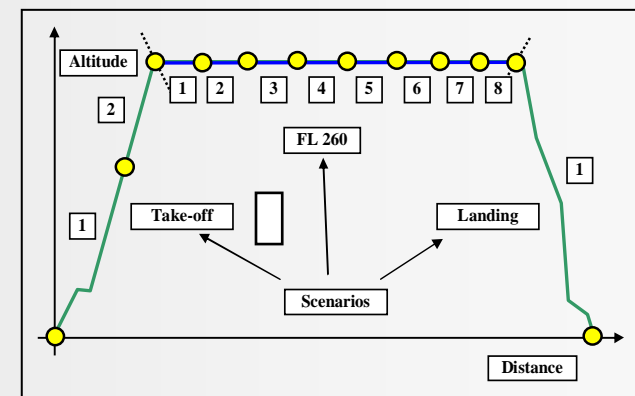 Altitude
1 2 3 4 5 6 7 8
2
FL 260
1
Take-off
Landing
1
Scenarios
Distance